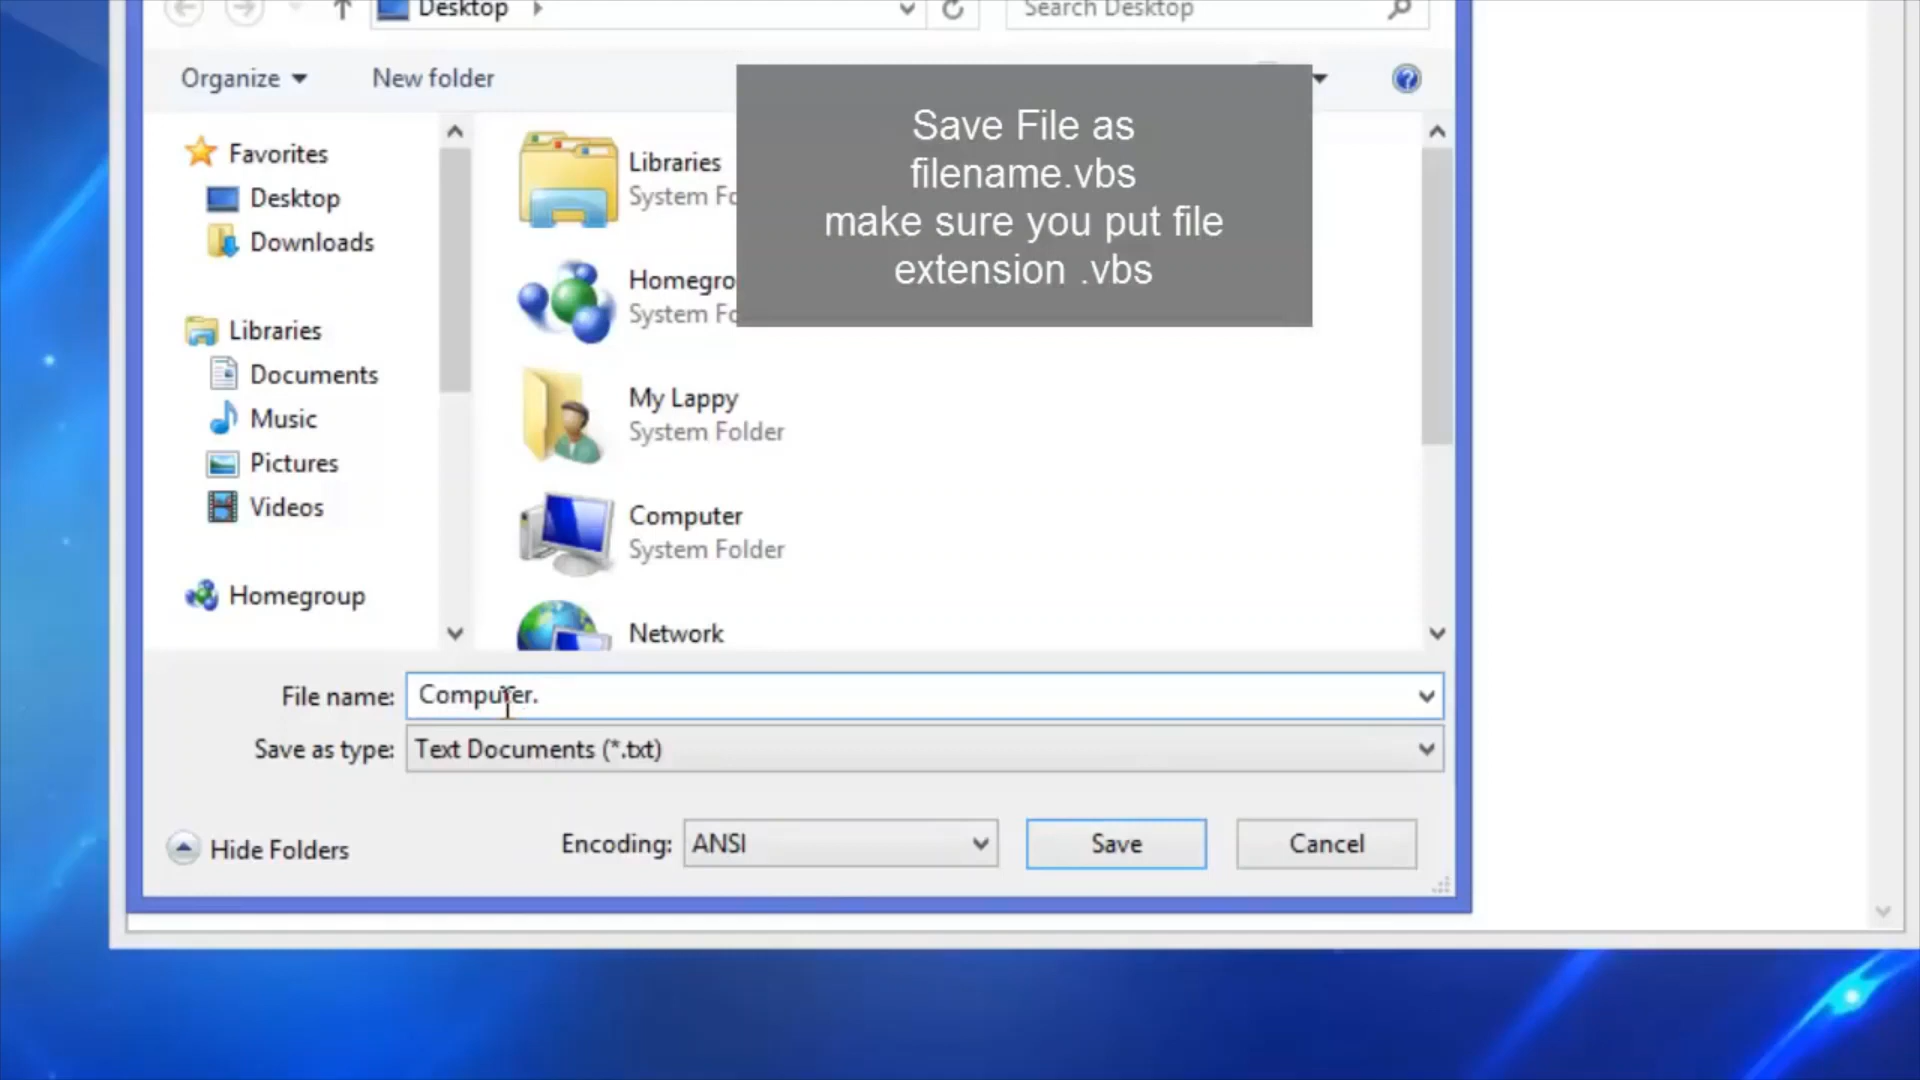 Desktop
Search Desktop
Organize
New folder
Save File as
filename.vbs
make sure you put file
extension .vbs
Favorites
Desktop
Downloads
Libraries
Documents
Music
Pictures
Videos
Homegroup
Libraries
System Fo
Homegro
System Fo
My Lappy
System Folder
Computer
System Folder
Network
File name: Computer.
Save as type: Text Documents (*.txt)
Hide Folders
Encoding: ANSI
Save
Cancel